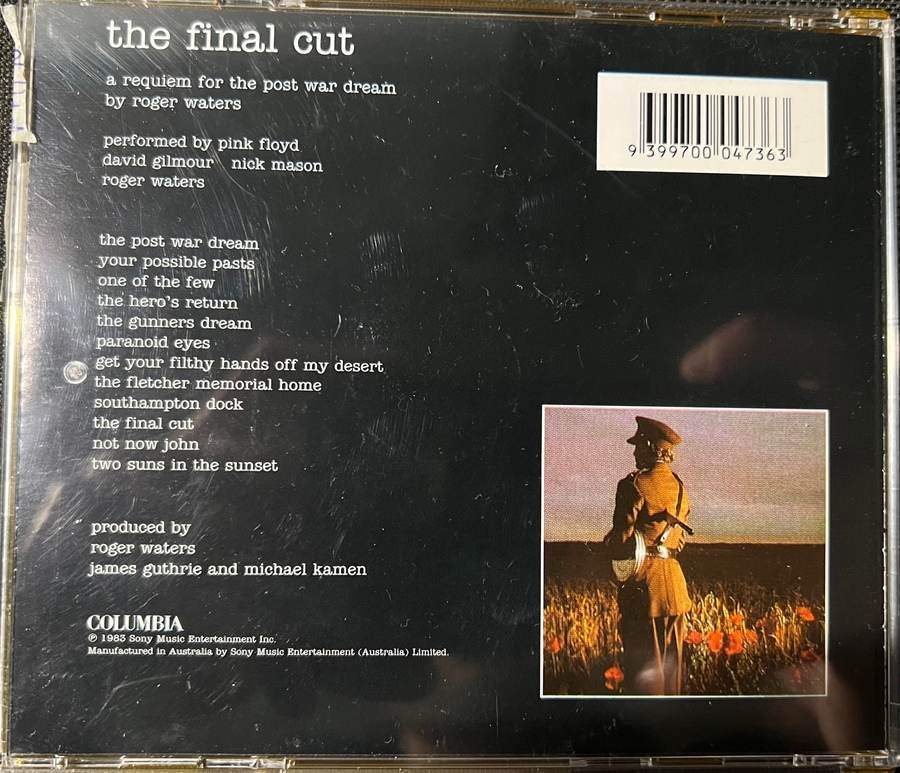 the final cut
a requiem for the post war dream
by roger waters
performed by pink floyd
david gilmour nick mason
roger waters
the post war dream
your possible pasts
one of the few
the hero's return
the gunners dream
paranoid eyes
get your filthy hands off my desert
the fletcher memorial home
southampton dock
the final cut
not now john
two suns in the sunset
produced by
roger waters
james guthrie and michael kamen
COLUMBIA
℗ 1983 Sony Music Entertainment Inc.
Manufactured in Australia by Sony Music Entertainment (Australia) Limited.
9 399700 047363